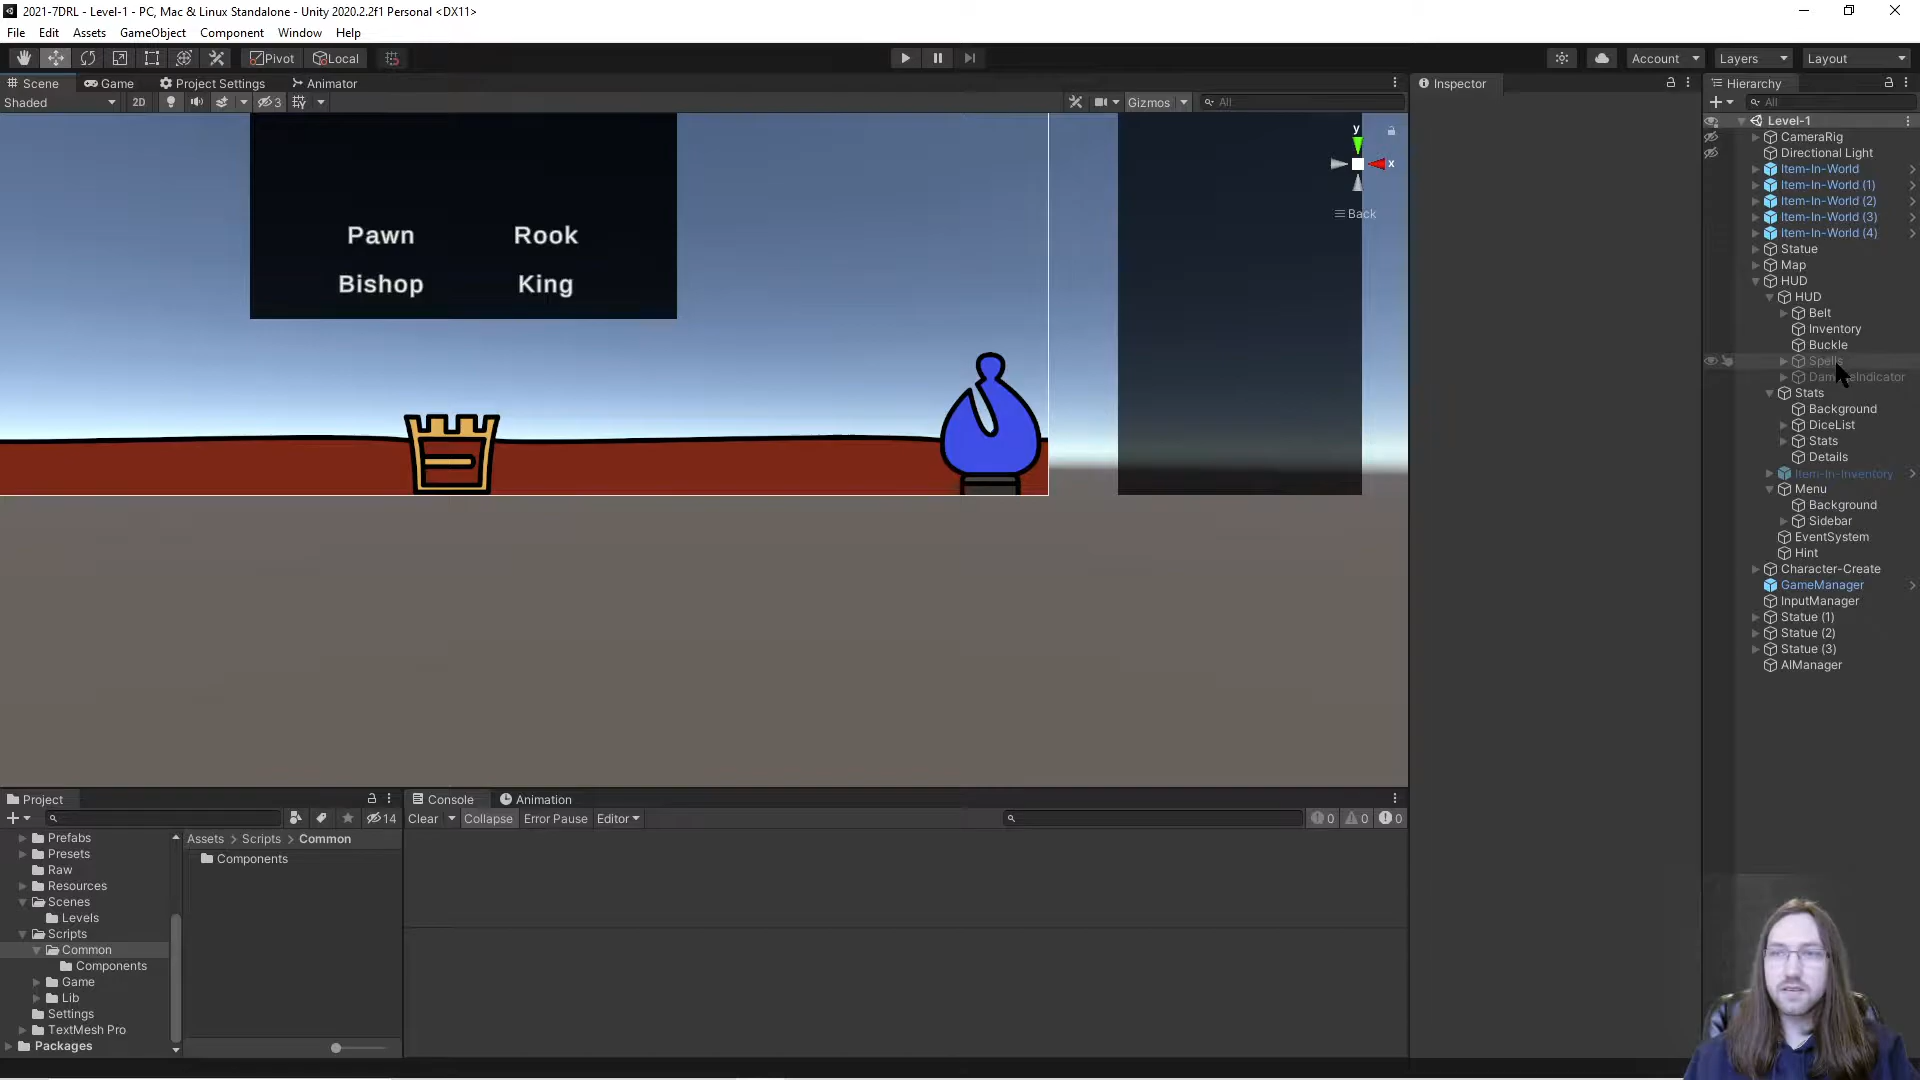 2021-7DRL - Level-1 - PC, Mac & Linux Standalone - Unity 2020.2.2f1 Personal <DX11>
File Edit Assets GameObject Component Window Help
Pivot Local Account Layers Layout
Scene Game Project Settings Animator
Shaded 2D 3 Gizmos All
Inspector
Hierarchy
All
y
x
Back
Pawn Rook
Bishop King
Level-1
CameraRig
Directional Light
Item-In-World
Item-In-World (1)
Item-In-World (2)
Item-In-World (3)
Item-In-World (4)
Statue
Map
HUD
HUD
Belt
Inventory
Buckle
Spells
Stats
Background
DiceList
Stats
Details
Item-In-Inventory
Menu
Background
Sidebar
EventSystem
Hint
Character-Create
GameManager
InputManager
Statue (1)
Statue (2)
Statue (3)
AIManager
Project
14
Prefabs
Presets
Raw
Resources
Scenes
Levels
Scripts
Common
Components
Game
Lib
Settings
TextMesh Pro
Packages
Assets > Scripts > Common
Components
Console Animation
Clear Collapse Error Pause Editor
0 0 0